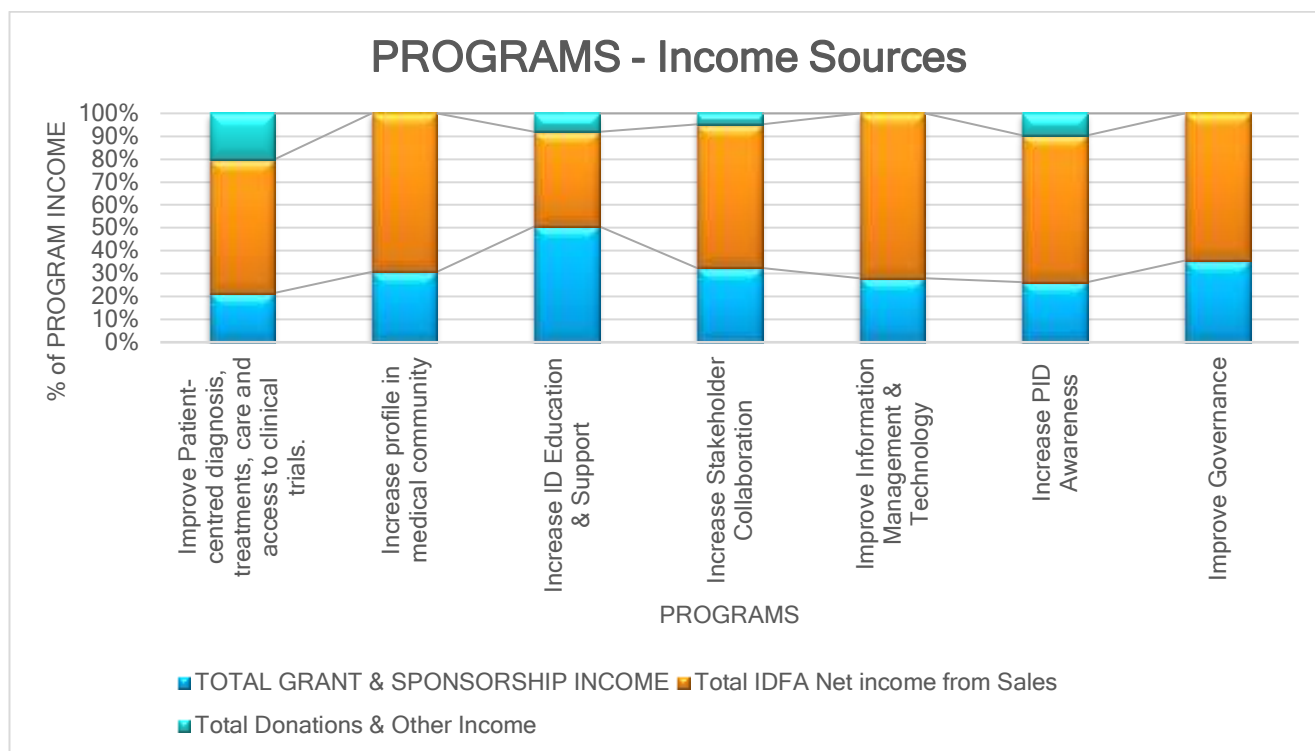 PROGRAMS - Income Sources
% of PROGRAM INCOME
100%
90%
80%
70%
60%
50%
40%
30%
20%
10%
0%
Improve Patient-
centred diagnosis,
treatments, care and
access to clinical
trials.
Increase profile in
medical community
Increase ID Education
& Support
Increase Stakeholder
Collaboration
Improve Information
Management &
Technology
Increase PID
Awareness
Improve Governance
PROGRAMS
TOTAL GRANT & SPONSORSHIP INCOME
Total IDFA Net income from Sales
Total Donations & Other Income